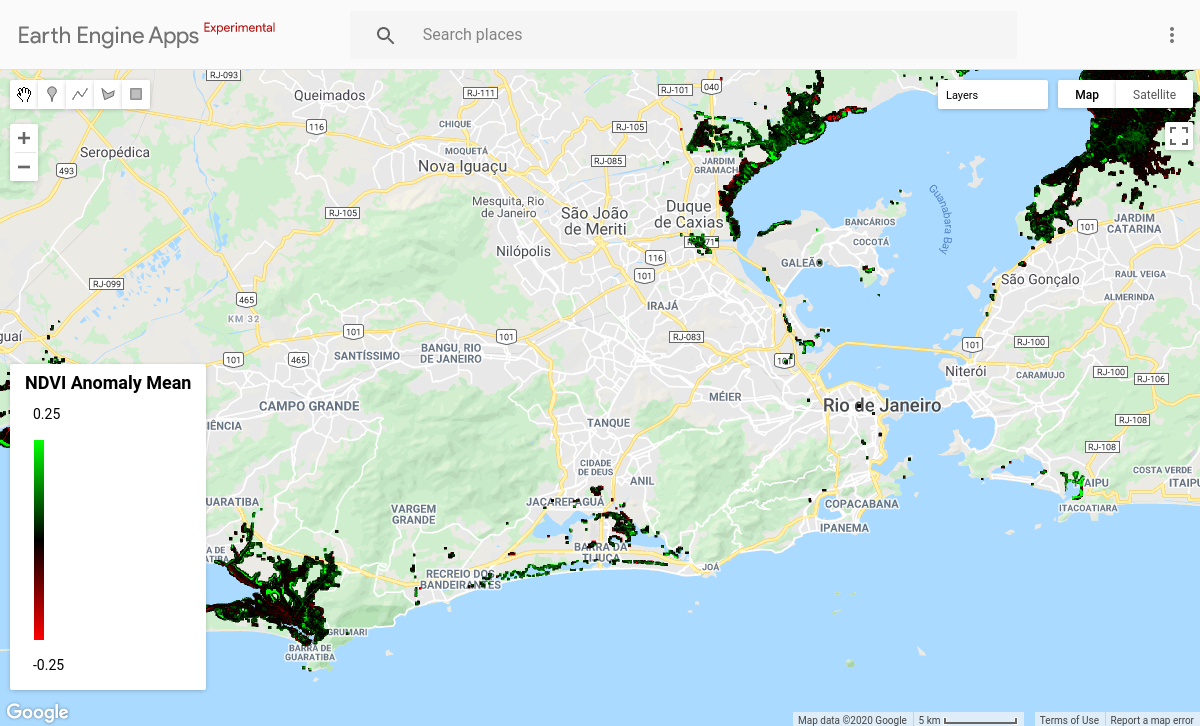 Earth Engine Apps Experimental
Search places
Layers
Map
Satellite
RJ-093
Queimados
RJ-111
RJ-101
040
116
CHIQUE
RJ-105
Seropédica
MOQUETÁ
Nova Iguaçu
RJ-085
JARDIM
GRAMACH
493
Guanabara Bay
RJ-105
Mesquita, Rio
de Janeiro
São João
de Meriti
Duque
de Caxias
BANCÁRIOS
JARDIM
CATARINA
101
COCOTÁ
Nilópolis
116
GALEÃO
101
São Gonçalo
RAUL VEIGA
RJ-099
ALMERINDA
465
IRAJÁ
KM 32
101
101
RJ-083
101
RJ-100
guaí
101
465
SANTÍSSIMO
BANGU, RIO
DE JANEIRO
Niterói
CARAMUJO
RJ-100
RJ-106
NDVI Anomaly Mean
0.25
-0.25
CAMPO GRANDE
MÉIER
Rio de Janeiro
IÊNCIA
TANQUE
RJ-108
RJ-108
CIDADE
DE DEUS
ANIL
COSTA VERDE
AIPU
ITAIPU
UARATIBA
VARGEM
GRANDE
JACAREPAGUÁ
COPACABANA
ITACOATIARA
IPANEMA
BARRA DA
TIJUCA
JOÁ
RECREIO DOS
BANDEIRANTES
GRUMARI
BARRA DE
GUARATIBA
Google
Map data ©2020 Google
5 km
Terms of Use
Report a map error